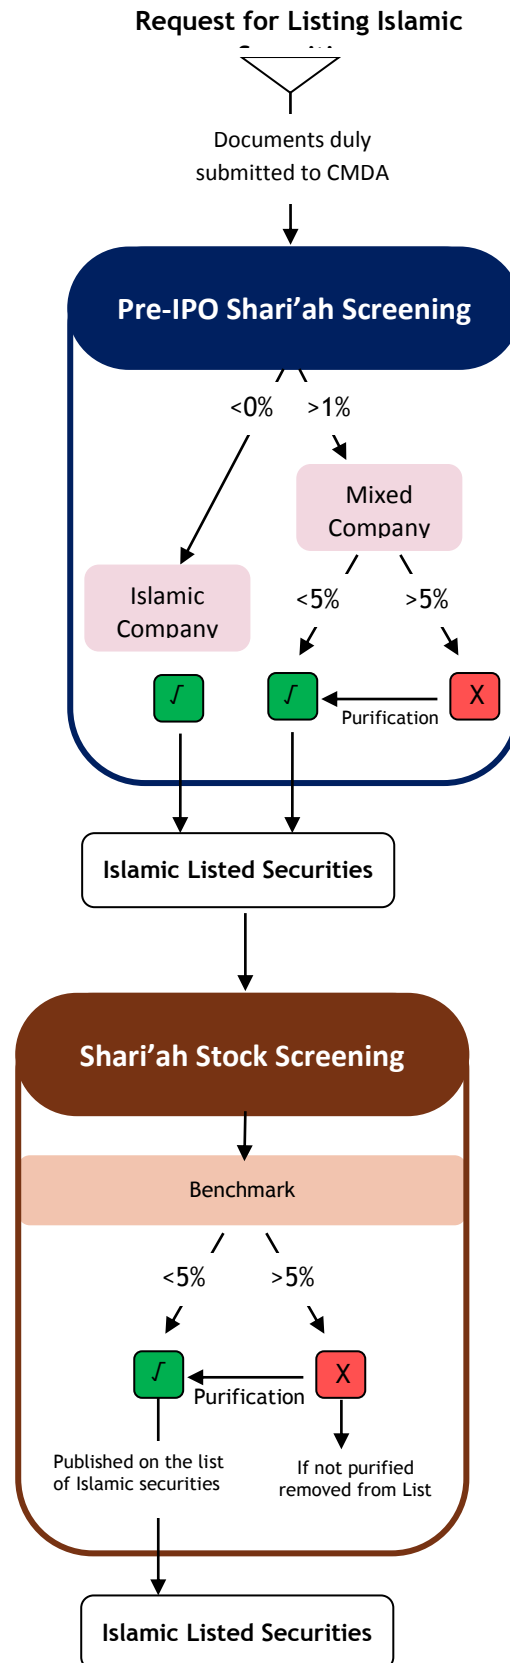 Request for Listing Islamic
Documents duly
submitted to CMDA
Pre-IPO Shari’ah Screening
<0% >1%
Mixed
Company
Islamic
Company
<5% >5%
√ √ X
Purification
Islamic Listed Securities
Shari’ah Stock Screening
Benchmark
<5% >5%
√ X
Purification
Published on the list
of Islamic securities
If not purified
removed from List
Islamic Listed Securities